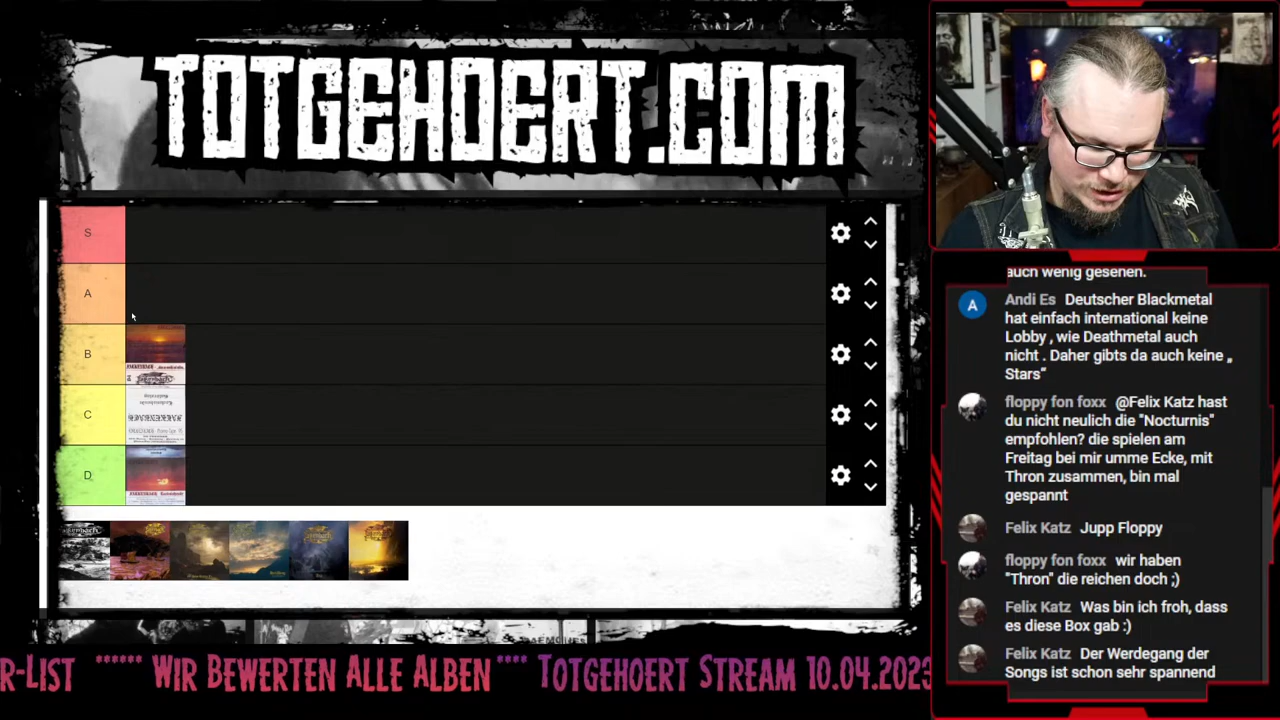 TOTGEHOERT.COM
S
A
B
C
D
auch wenig gesehen.
A
Andi Es Deutscher Blackmetal
hat einfach international keine
Lobby , wie Deathmetal auch
nicht . Daher gibts da auch keine „
Stars“
floppy fon foxx @Felix Katz hast
du nicht neulich die "Nocturnis"
empfohlen? die spielen am
Freitag bei mir umme Ecke, mit
Thron zusammen, bin mal
gespannt
Felix Katz Jupp Floppy
floppy fon foxx wir haben
"Thron" die reichen doch ;)
Felix Katz Was bin ich froh, dass
es diese Box gab :)
Felix Katz Der Werdegang der
Songs ist schon sehr spannend
R-LIST ****** WIR BEWERTEN ALLE ALBEN **** TOTGEHOERT STREAM 10.04.2023